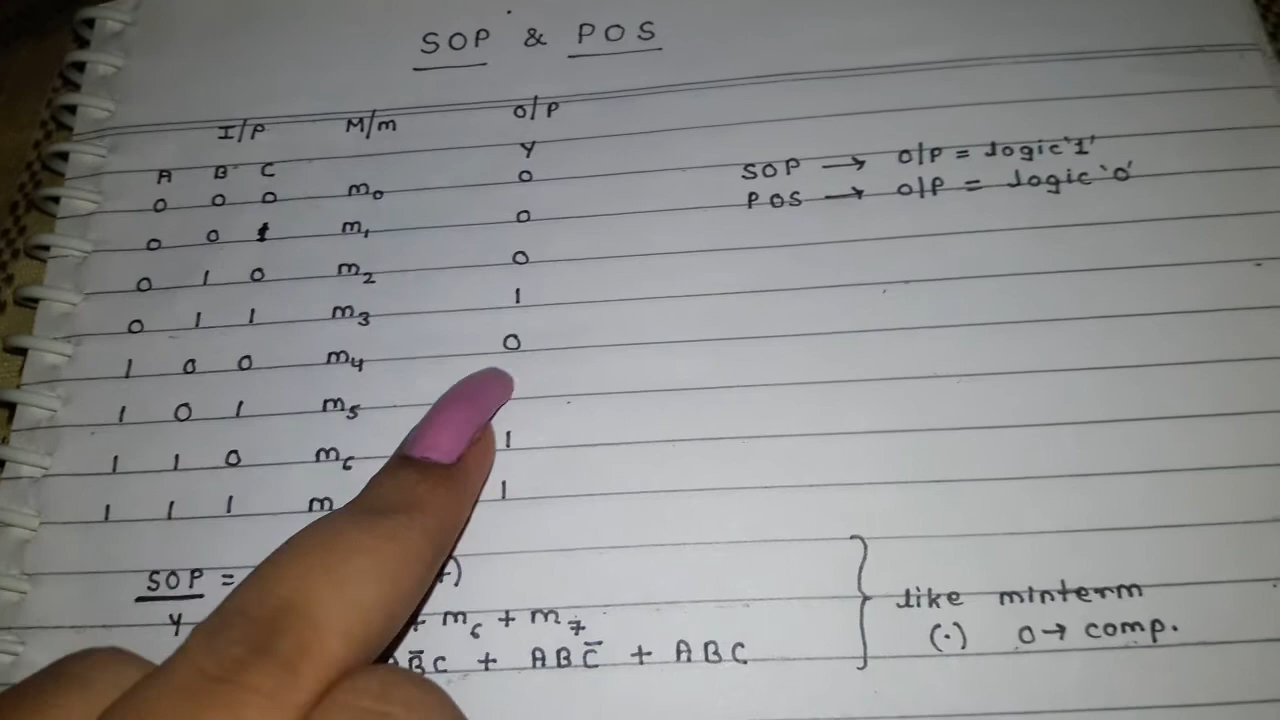 SOP & POS
I/P M/m O/P
A B C Y
0 0 0 m0 0
0 0 1 m1 0
0 1 0 m2 0
0 1 1 m3 1
1 0 0 m4 0
1 0 1 m5
1 1 0 m6 1
1 1 1 m 1
SOP → O/P = logic '1'
POS → O/P = logic '0'
SOP =
Y + m6 + m7
B̄C + ABC̄ + ABC
like minterm
(.) 0→ comp.